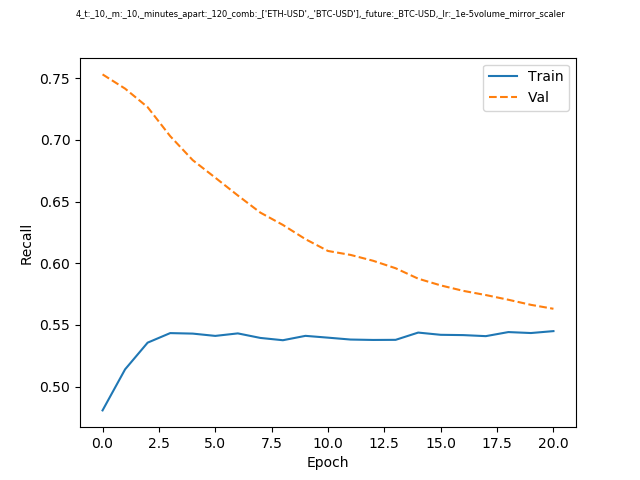 4_t:_10,_m:_10,_minutes_apart:_120_comb:_['ETH-USD',_'BTC-USD'],_future:_BTC-USD,_lr:_1e-5volume_mirror_scaler
Train
Val
0.75
0.70
0.65
0.60
0.55
0.50
Recall
0.0 2.5 5.0 7.5 10.0 12.5 15.0 17.5 20.0
Epoch